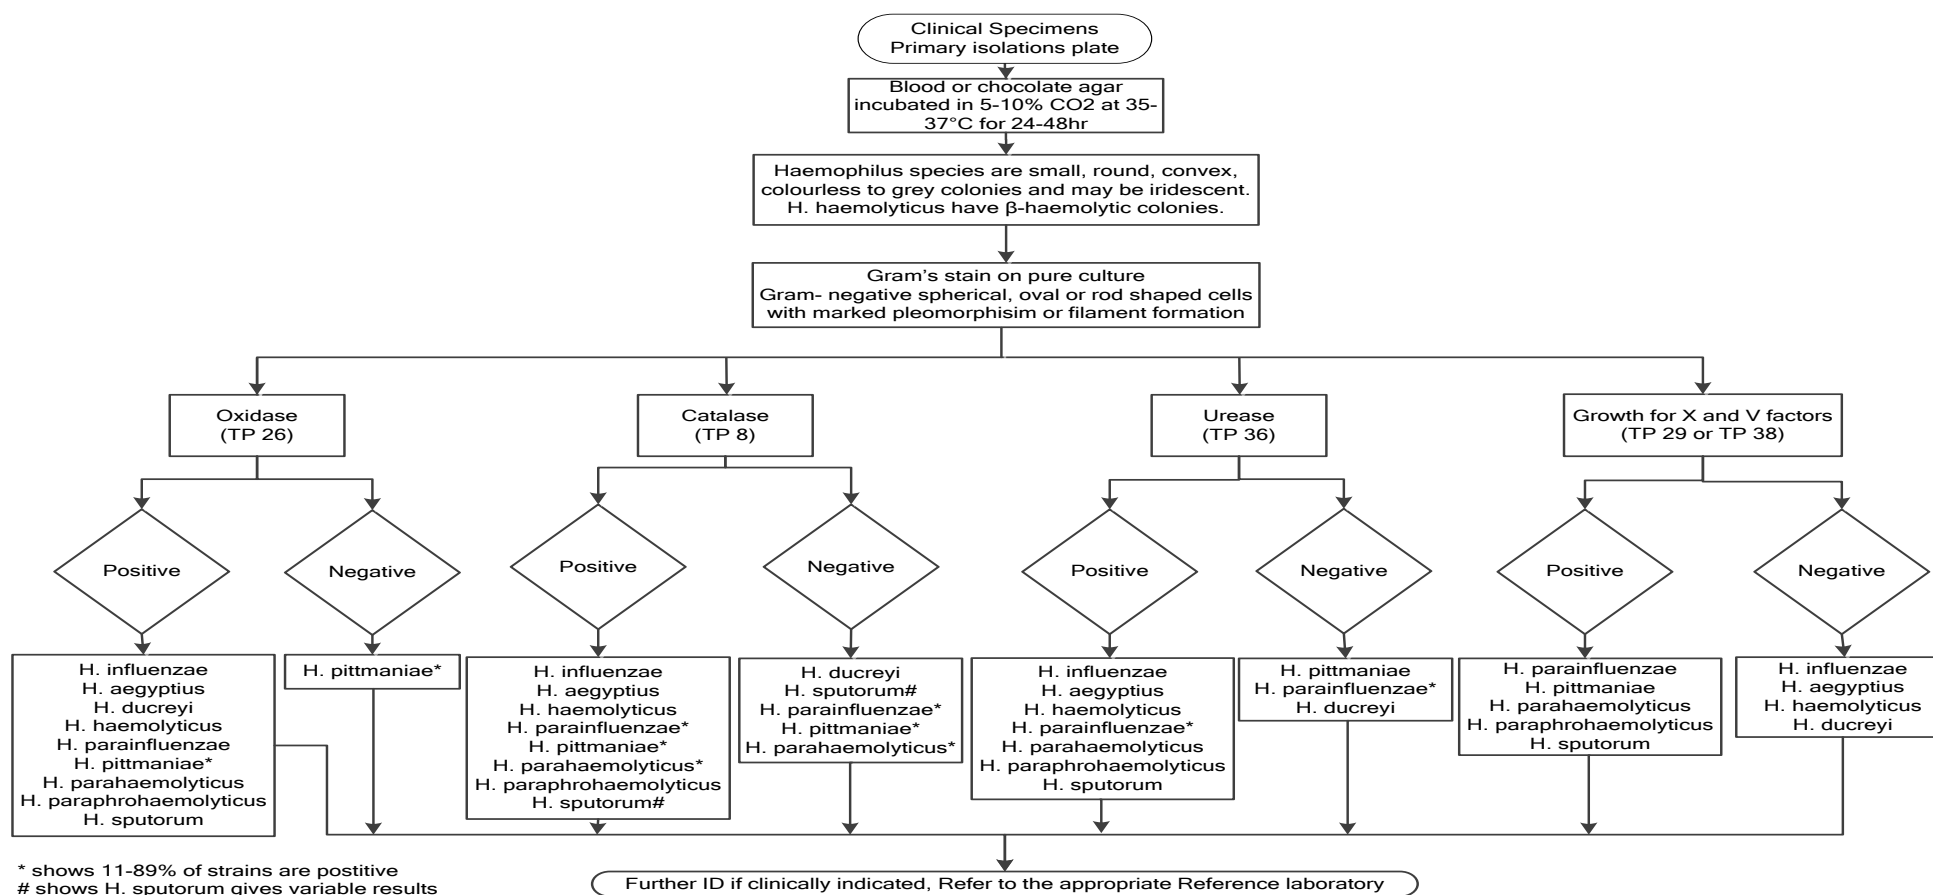 Clinical Specimens
Primary isolations plate
Blood or chocolate agar
incubated in 5-10% CO2 at 35-
37°C for 24-48hr
Haemophilus species are small, round, convex,
colourless to grey colonies and may be iridescent.
H. haemolyticus have β-haemolytic colonies.
Gram's stain on pure culture
Gram- negative spherical, oval or rod shaped cells
with marked pleomorphisim or filament formation
Oxidase
(TP 26)
Catalase
(TP 8)
Urease
(TP 36)
Growth for X and V factors
(TP 29 or TP 38)
Positive
Negative
Positive
Negative
Positive
Negative
Positive
Negative
H. influenzae
H. aegyptius
H. ducreyi
H. haemolyticus
H. parainfluenzae
H. pittmaniae*
H. parahaemolyticus
H. paraphrohaemolyticus
H. sputorum
H. pittmaniae*
H. influenzae
H. aegyptius
H. haemolyticus
H. parainfluenzae*
H. pittmaniae*
H. parahaemolyticus*
H. paraphrohaemolyticus
H. sputorum#
H. ducreyi
H. sputorum#
H. parainfluenzae*
H. pittmaniae*
H. parahaemolyticus*
H. influenzae
H. aegyptius
H. haemolyticus
H. parainfluenzae*
H. parahaemolyticus
H. paraphrohaemolyticus
H. sputorum
H. pittmaniae
H. parainfluenzae*
H. ducreyi
H. parainfluenzae
H. pittmaniae
H. parahaemolyticus
H. paraphrohaemolyticus
H. sputorum
H. influenzae
H. aegyptius
H. haemolyticus
H. ducreyi
* shows 11-89% of strains are postitive
# shows H. sputorum gives variable results
Further ID if clinically indicated, Refer to the appropriate Reference laboratory